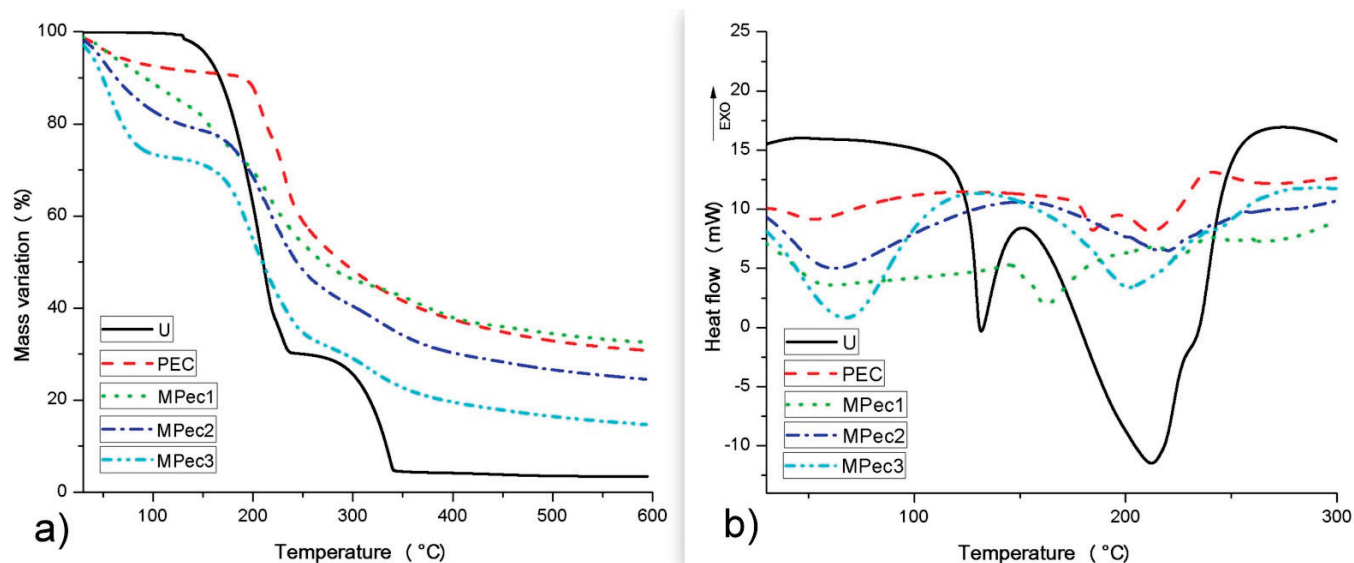 100
80
60
40
20
0
Mass variation (%)
U
PEC
MPec1
MPec2
MPec3
100
200
300
400
500
600
Temperature ( °C)
a)
25
20
15
10
5
0
-5
-10
Heat flow (mW)
EXO
U
PEC
MPec1
MPec2
MPec3
100
200
300
Temperature ( °C)
b)